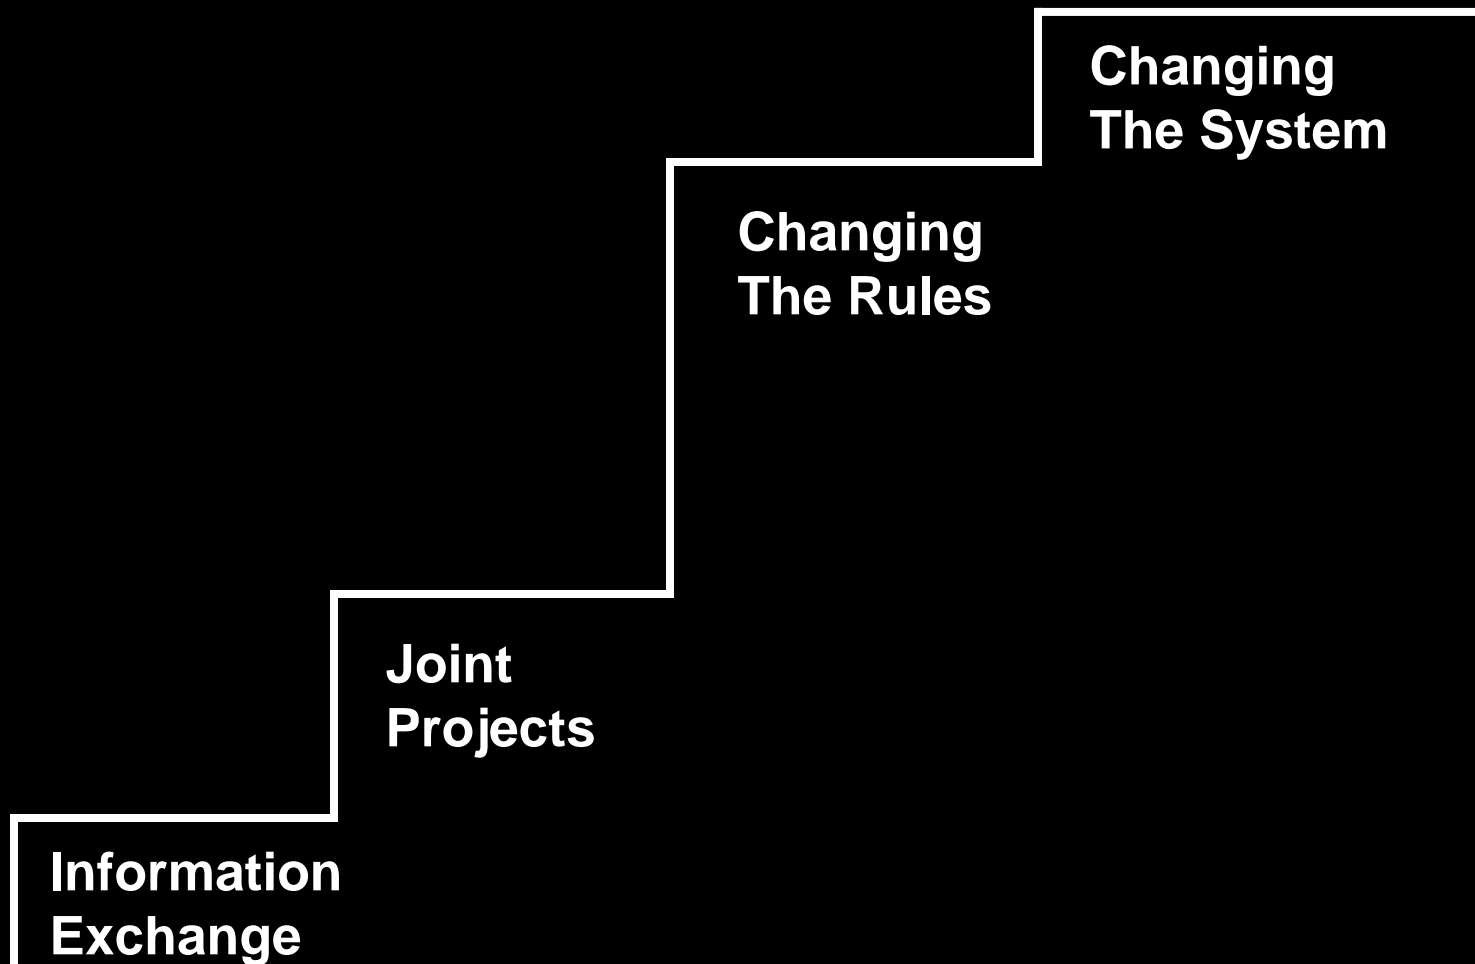 Changing
The System
Changing
The Rules
Joint
Projects
Information
Exchange